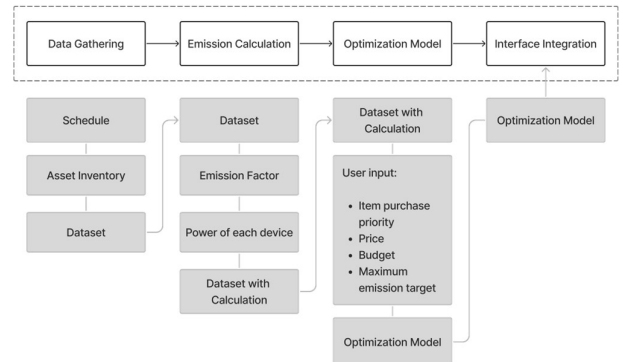 Data Gathering
Emission Calculation
Optimization Model
Interface Integration
Schedule
Asset Inventory
Dataset
Dataset
Emission Factor
Power of each device
Dataset with
Calculation
Dataset with
Calculation
User input:
• Item purchase
priority
• Price
• Budget
• Maximum
emission target
Optimization Model
Optimization Model